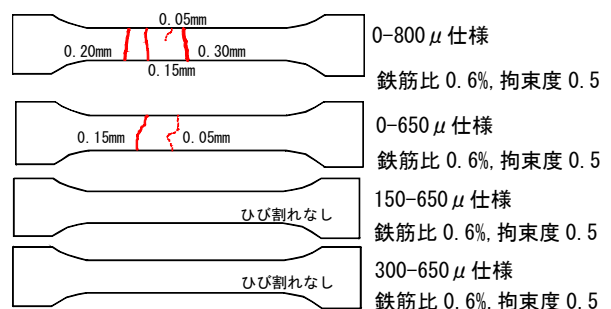 0.05mm
0.20mm
0.30mm
0.15mm
0-800μ仕様
鉄筋比 0.6%, 拘束度 0.5
0.15mm
0.05mm
0-650μ仕様
鉄筋比 0.6%, 拘束度 0.5
ひび割れなし
150-650μ仕様
鉄筋比 0.6%, 拘束度 0.5
ひび割れなし
300-650μ仕様
鉄筋比 0.6%, 拘束度 0.5